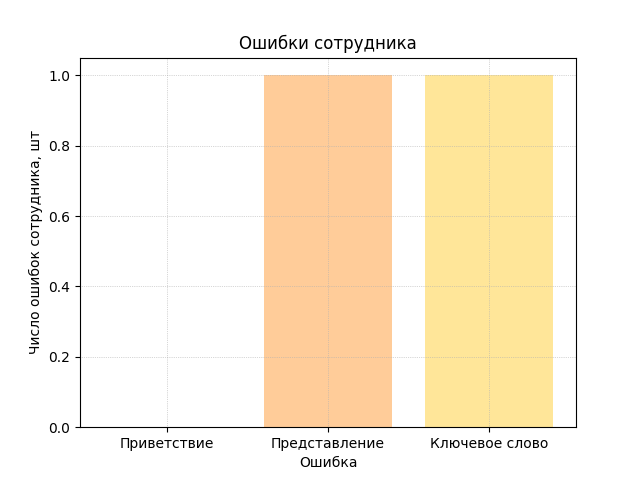 Ошибки сотрудника
Число ошибок сотрудника, шт
1.0
0.8
0.6
0.4
0.2
0.0
Приветствие Представление Ключевое слово
Ошибка